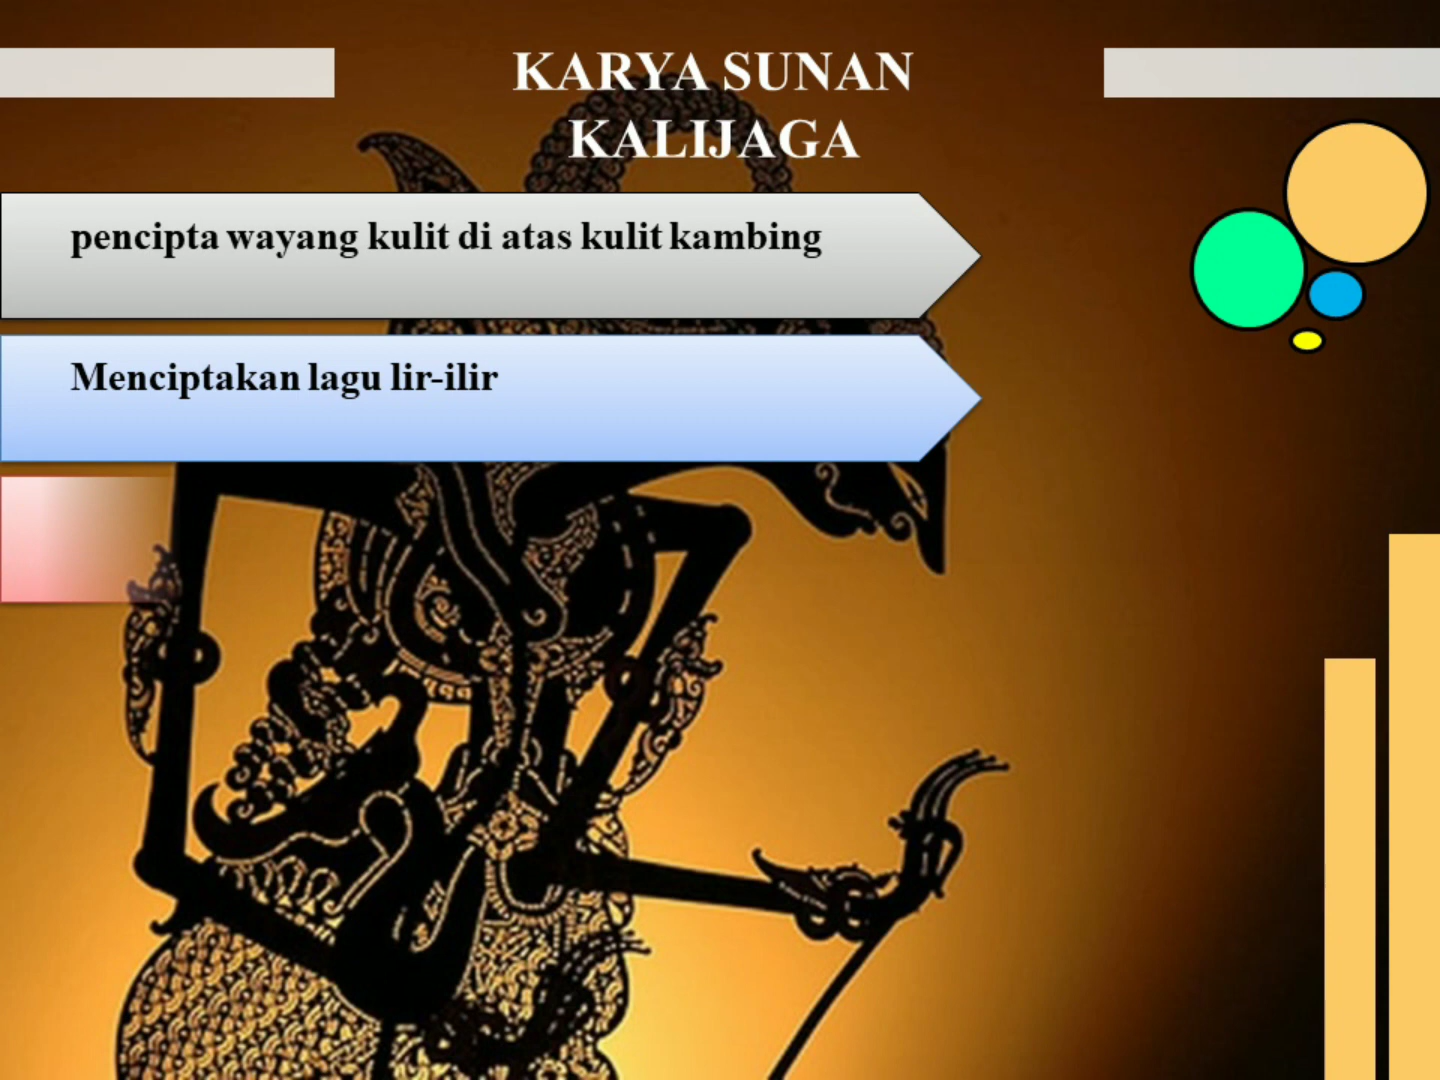 KARYA SUNAN
KALIJAGA
pencipta wayang kulit di atas kulit kambing
Menciptakan lagu lir-ilir